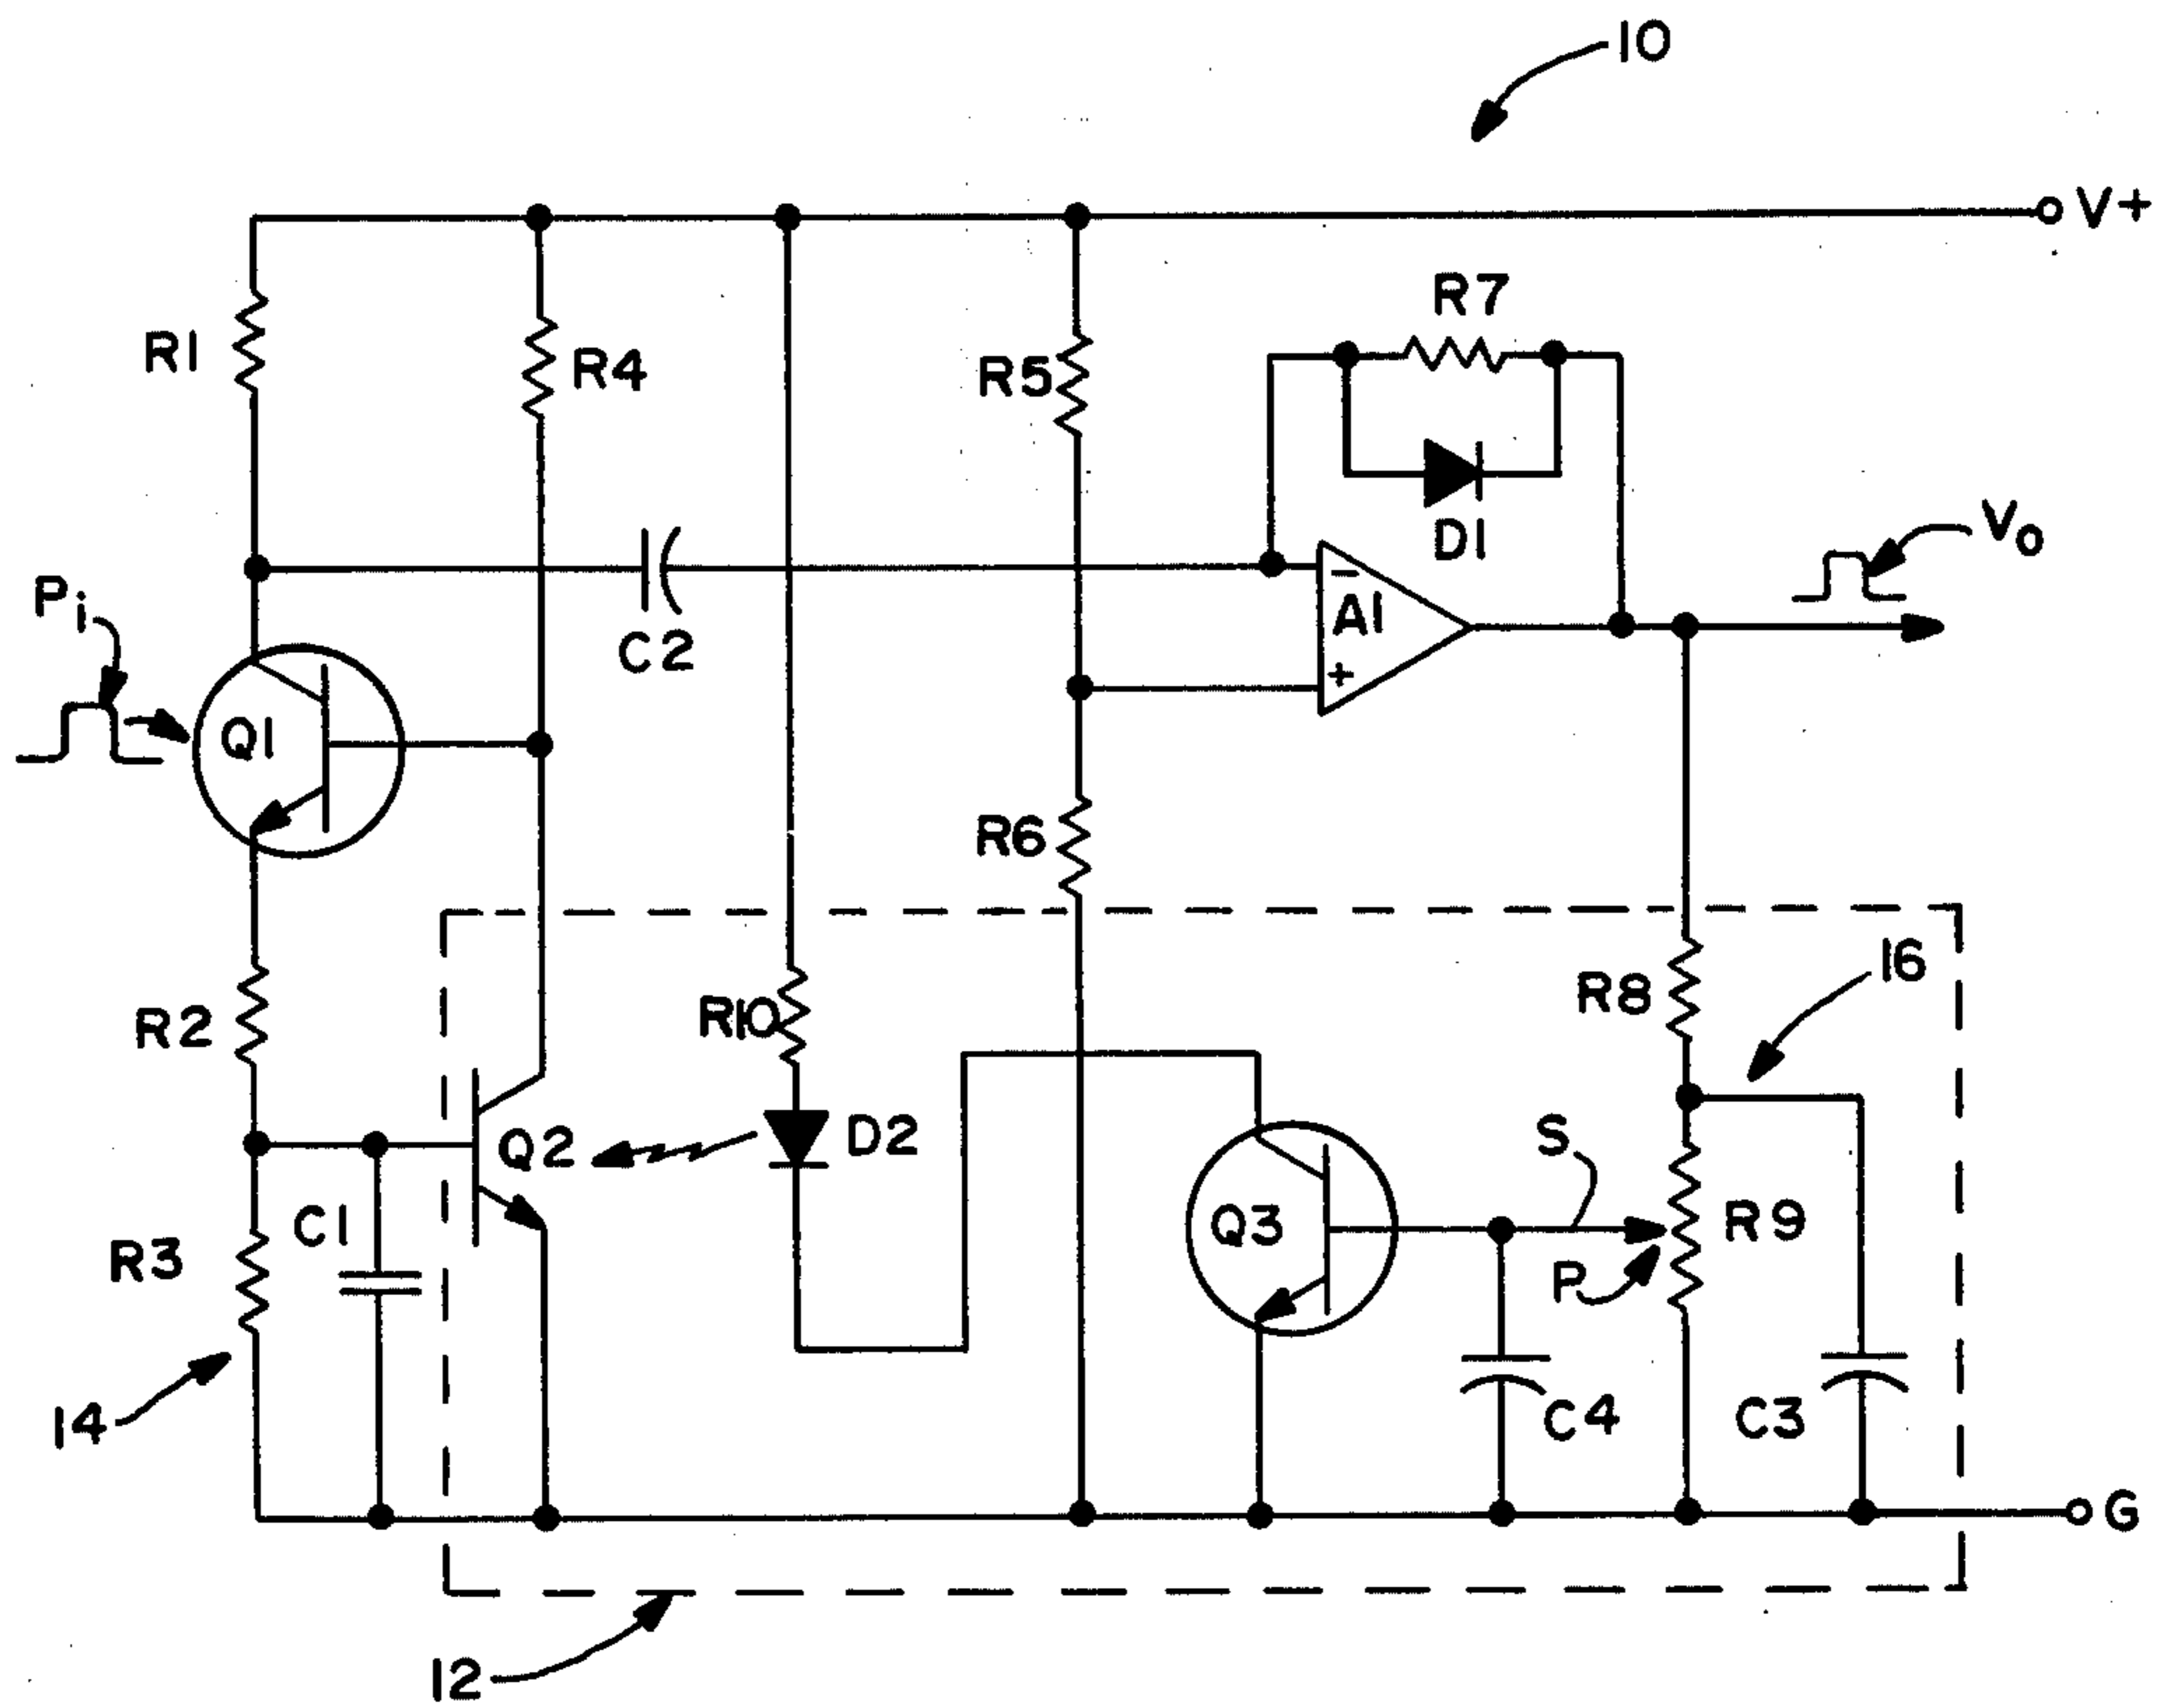 10
V+
R7
R1
R4
R5
D1
Vo
Pi
C2
−
A1
+
Q1
R6
R8
16
R2
R10
Q2
D2
S
C1
Q3
R9
R3
P
14
C4
C3
G
12